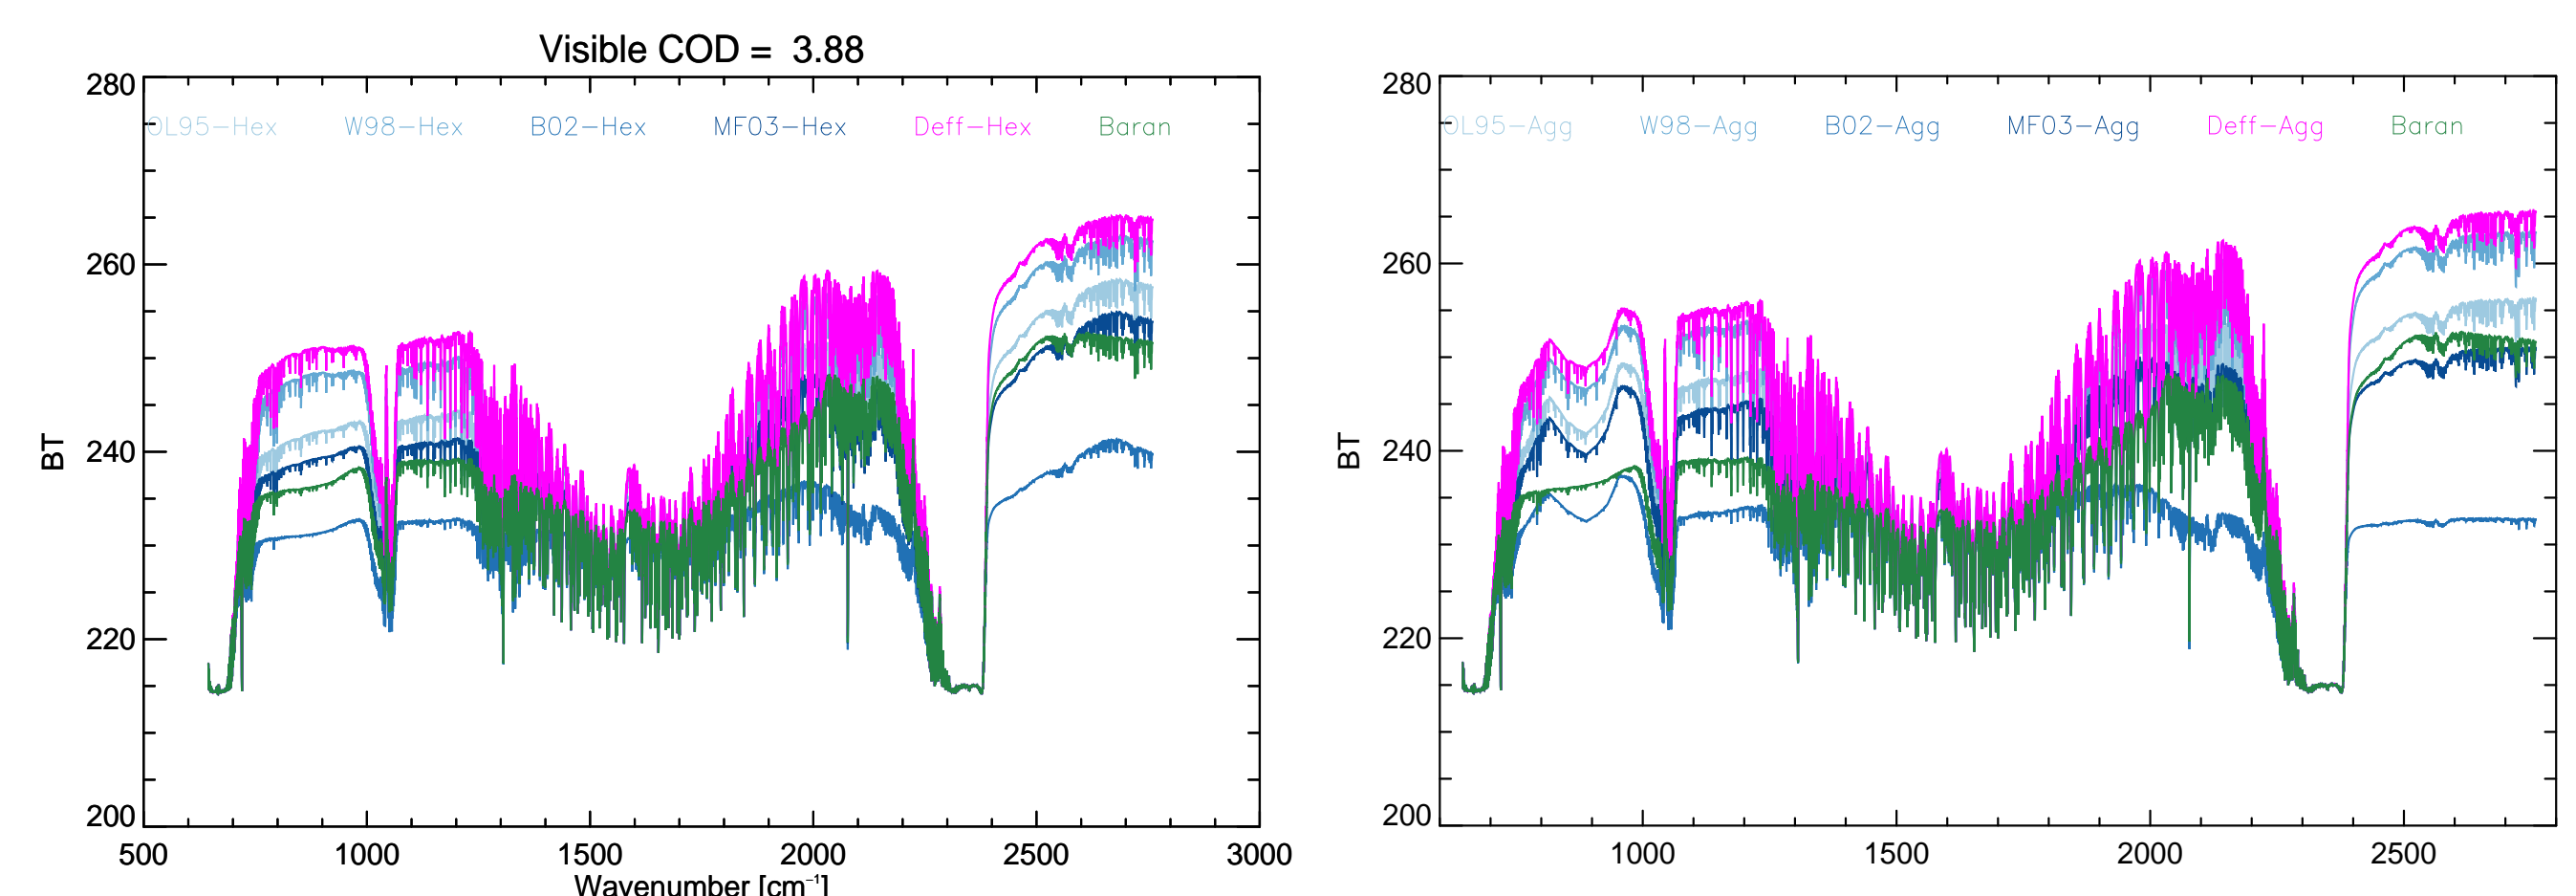 Visible COD = 3.88
280
OL95-Hex W98-Hex B02-Hex MF03-Hex Deff-Hex Baran
260
BT
240
220
200
500 1000 1500 2000 2500 3000
Wavenumber [cm⁻¹]
280
OL95-Agg W98-Agg B02-Agg MF03-Agg Deff-Agg Baran
260
BT
240
220
200
1000 1500 2000 2500